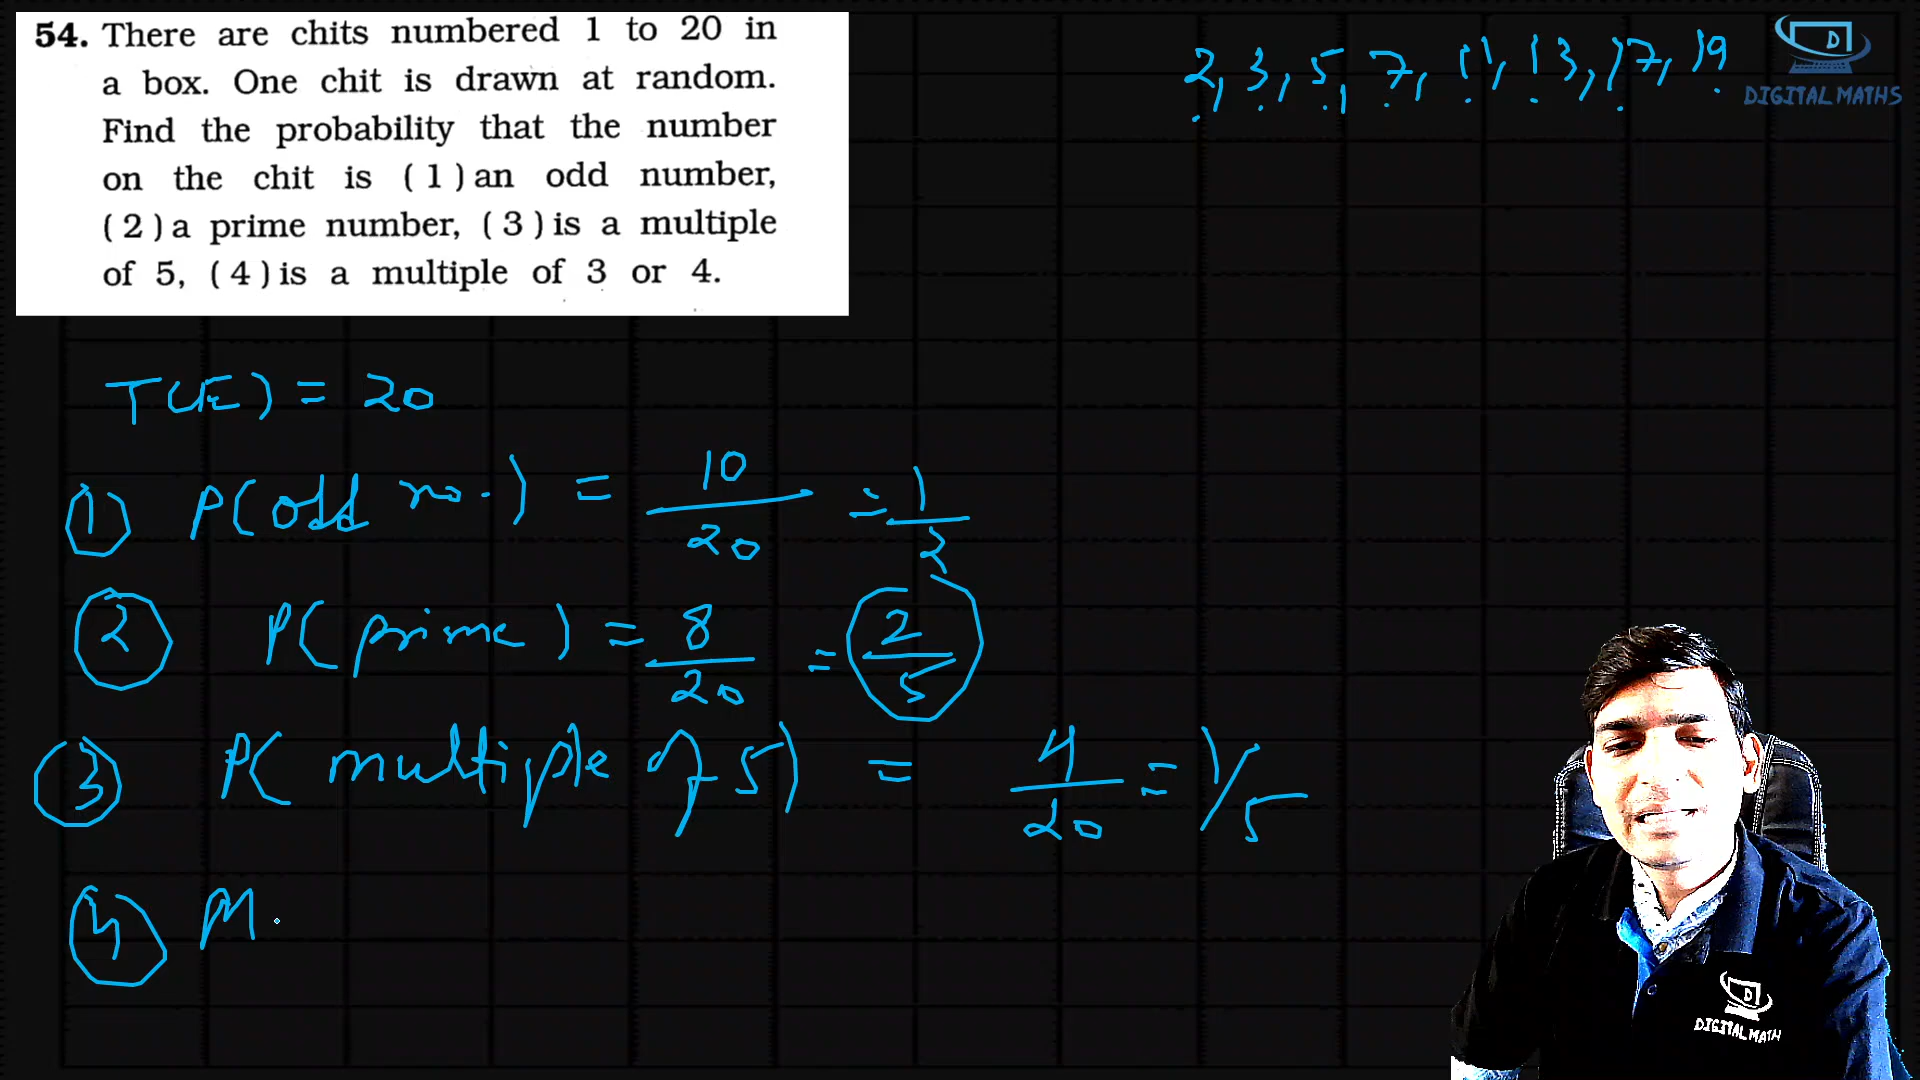 54. There are chits numbered 1 to 20 in
a box. One chit is drawn at random.
Find the probability that the number
on the chit is (1) an odd number,
(2) a prime number, (3) is a multiple
of 5, (4) is a multiple of 3 or 4.
2, 3, 5, 7, 11, 13, 17, 19
DIGITAL MATHS
T(E) = 20
1 P(odd no.) = 10/20 = 1/2
2 P(prime) = 8/20 = 2/5
3 P(multiple of 5) = 4/20 = 1/5
4 M.
DIGITAL MATH